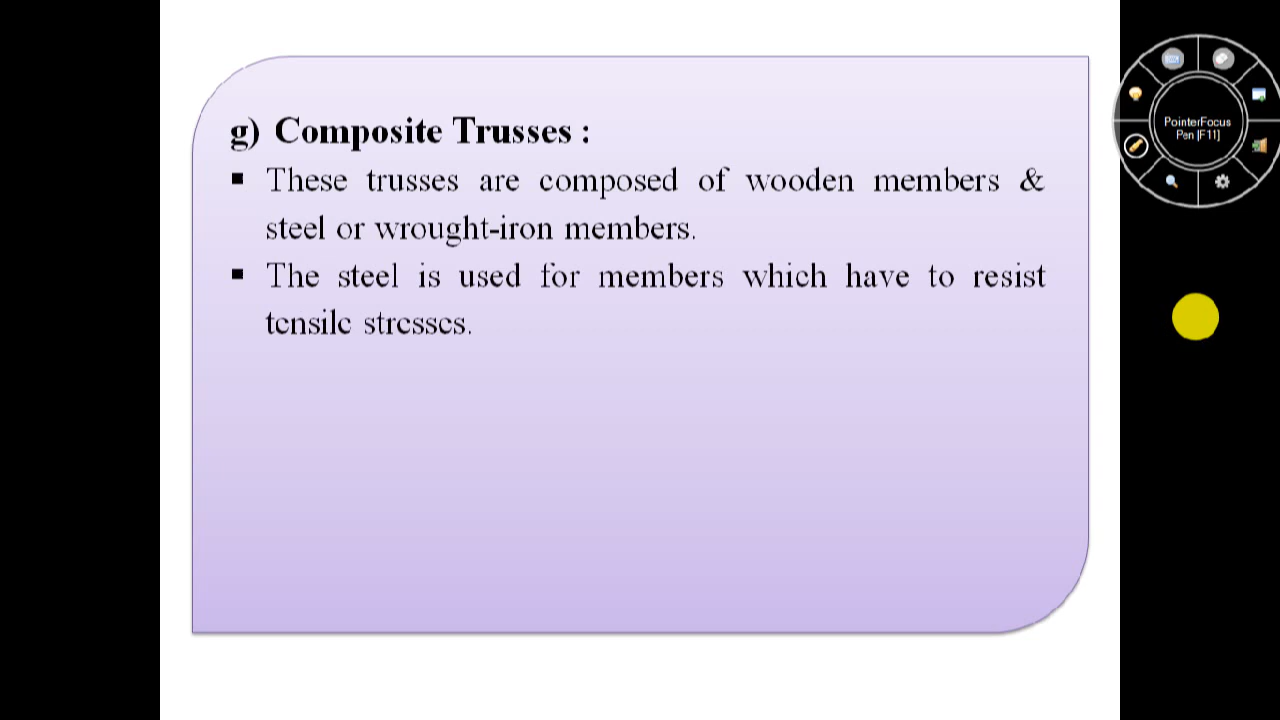 g) Composite Trusses :
▪ These trusses are composed of wooden members &
steel or wrought-iron members.
▪ The steel is used for members which have to resist
tensile stresses.
PointerFocus
Pen [F11]